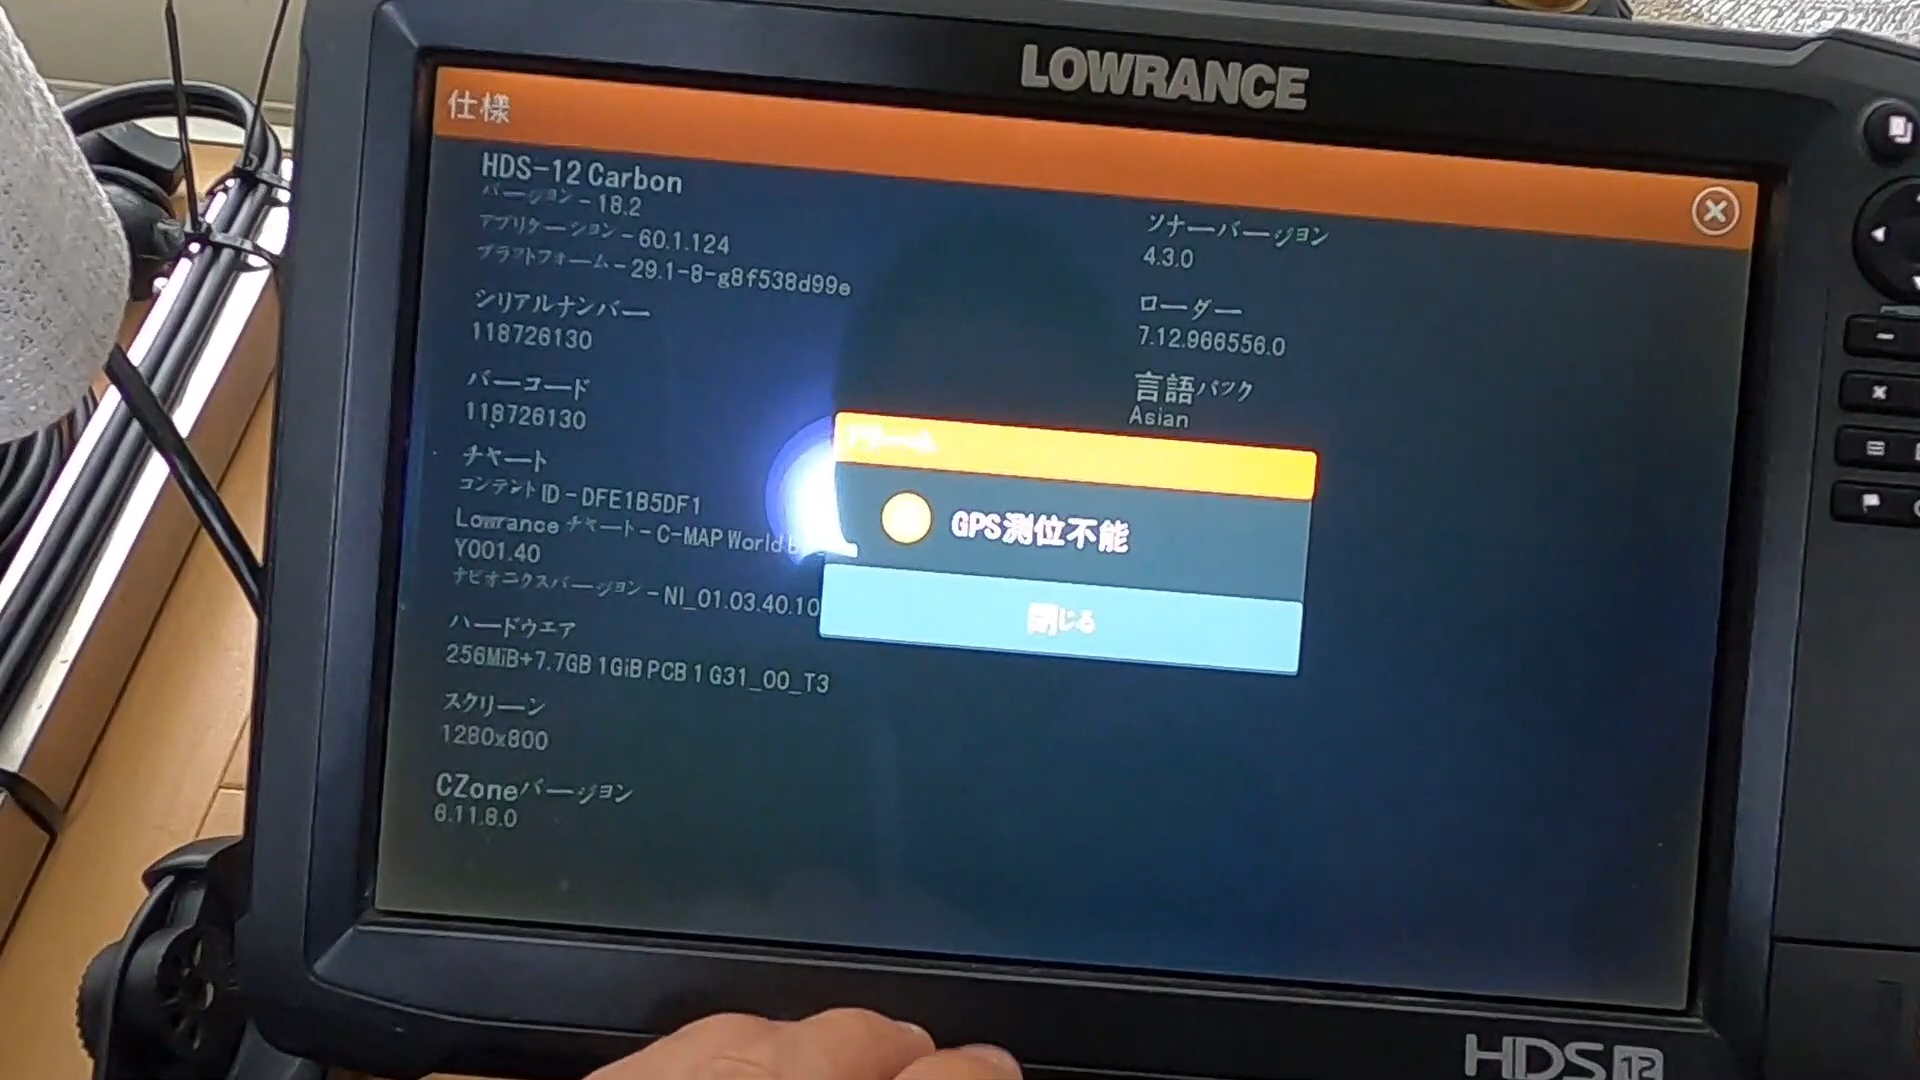 LOWRANCE
仕様
HDS-12 Carbon
バージョン - 18.2
アプリケーション - 60.1.124
プラットフォーム - 29.1-8-g8f538d99e
シリアルナンバー
118726130
バーコード
118726130
チャート
コンテント ID - DFE1B5DF1
Lowrance チャート - C-MAP World
Y001.40
ナビオニクスバージョン - NI_01.03.40.10
ハードウエア
256MiB+7.7GB 1GiB PCB 1 G31_00_T3
スクリーン
1280x800
CZoneバージョン
6.11.8.0
ソナーバージョン
4.3.0
ローダー
7.12.966556.0
言語パック
Asian
アラーム
GPS測位不能
閉じる
HDS 12